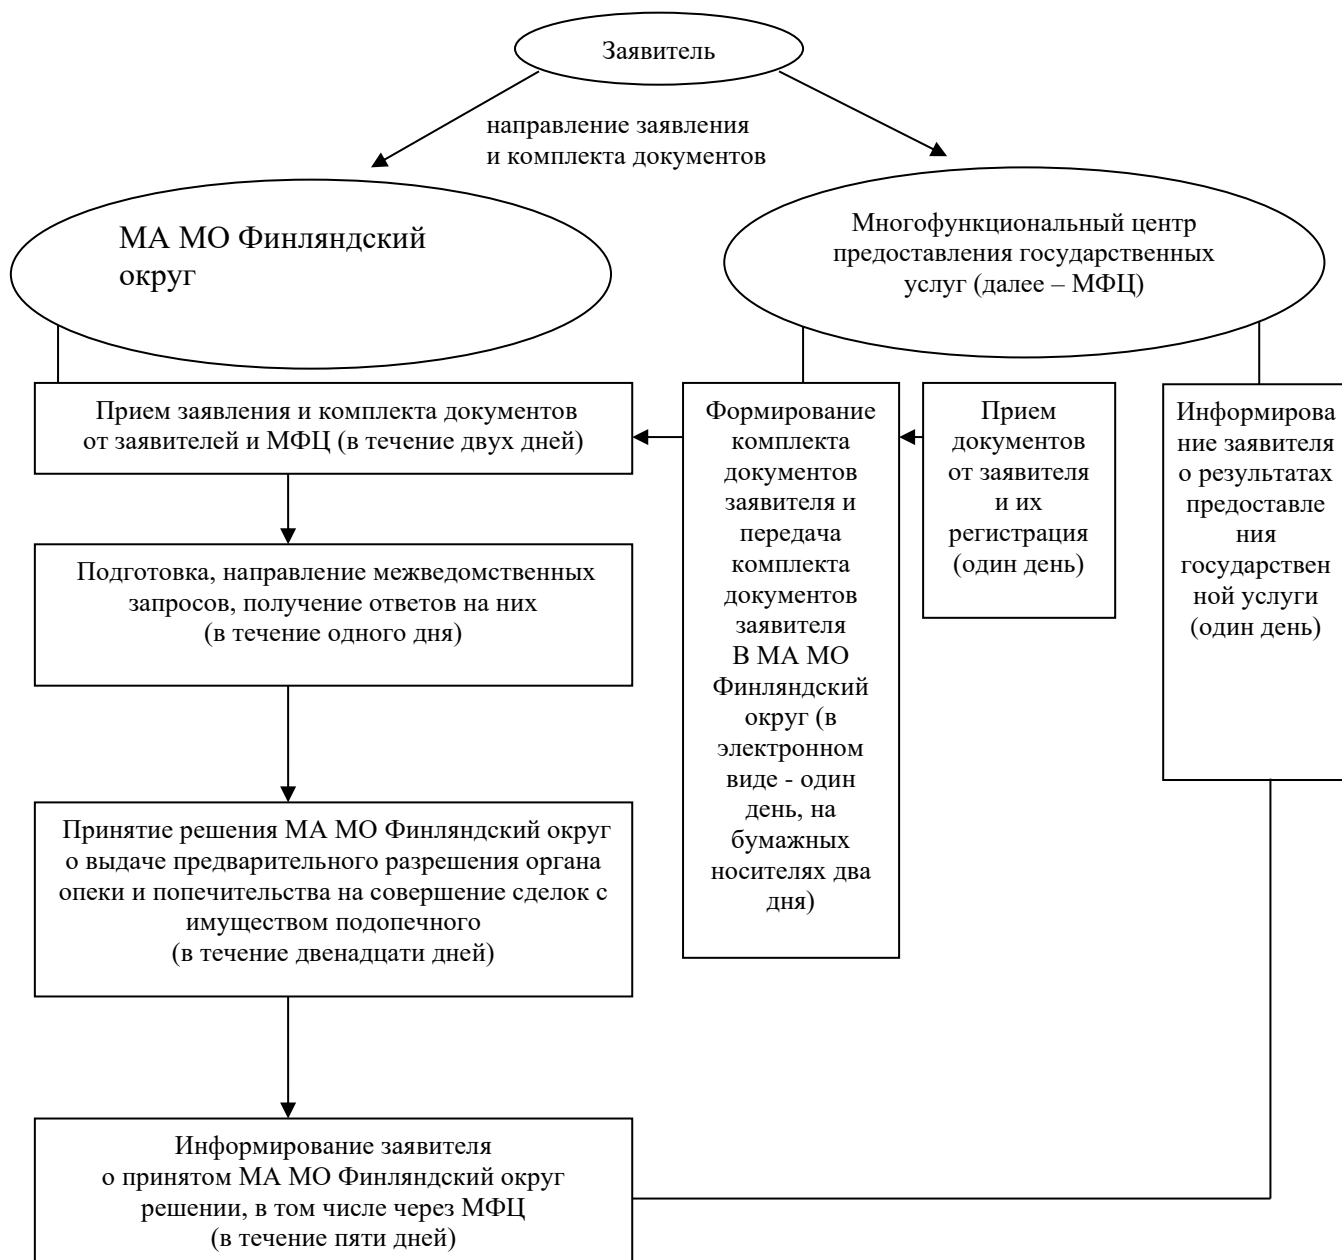 Заявитель
направление заявления
и комплекта документов
МА МО Финляндский
округ
Многофункциональный центр
предоставления государственных
услуг (далее – МФЦ)
Прием заявления и комплекта документов
от заявителей и МФЦ (в течение двух дней)
Формирование
комплекта
документов
заявителя и
передача
комплекта
документов
заявителя
В МА МО
Финляндский
округ (в
электронном
виде - один
день, на
бумажных
носителях два
дня)
Прием
документов
от заявителя
и их
регистрация
(один день)
Информирова
ние заявителя
о результатах
предоставле
ния
государствен
ной услуги
(один день)
Подготовка, направление межведомственных
запросов, получение ответов на них
(в течение одного дня)
Принятие решения МА МО Финляндский округ
о выдаче предварительного разрешения органа
опеки и попечительства на совершение сделок с
имуществом подопечного
(в течение двенадцати дней)
Информирование заявителя
о принятом МА МО Финляндский округ
решении, в том числе через МФЦ
(в течение пяти дней)